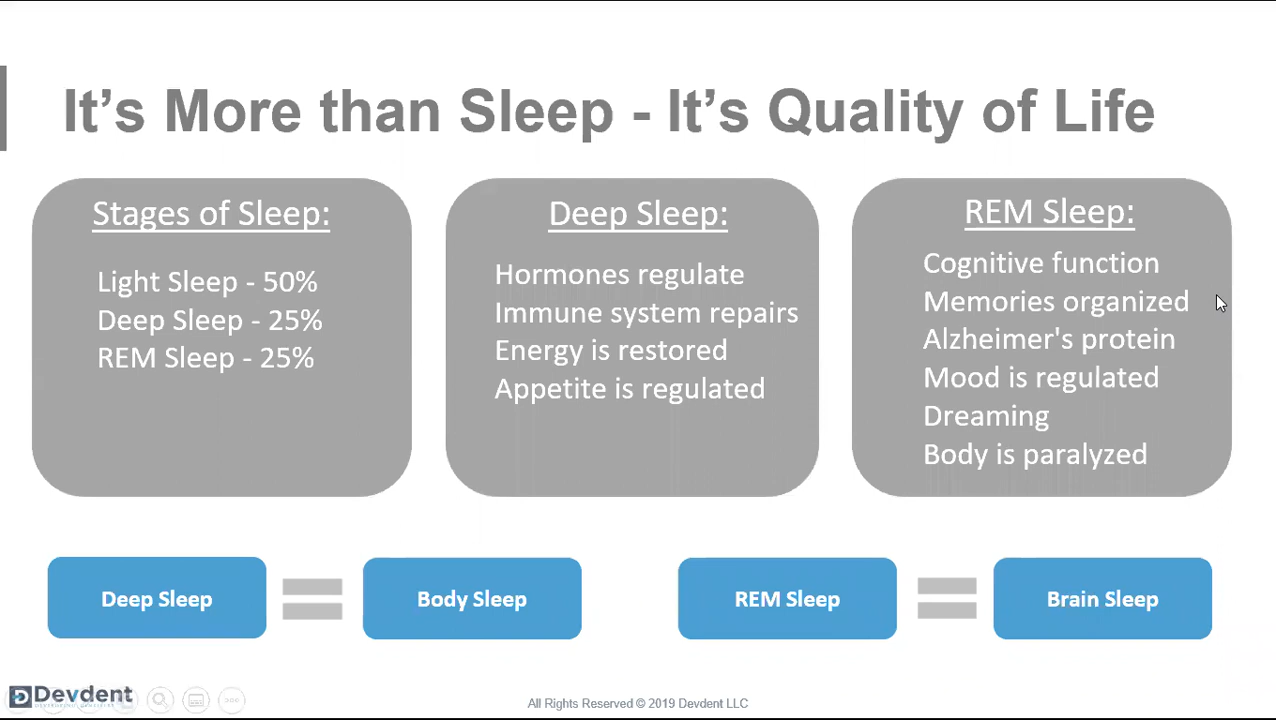 It’s More than Sleep - It’s Quality of Life
Stages of Sleep:
Light Sleep - 50%
Deep Sleep - 25%
REM Sleep - 25%
Deep Sleep:
Hormones regulate
Immune system repairs
Energy is restored
Appetite is regulated
REM Sleep:
Cognitive function
Memories organized
Alzheimer's protein
Mood is regulated
Dreaming
Body is paralyzed
Deep Sleep
Body Sleep
REM Sleep
Brain Sleep
Devdent
All Rights Reserved © 2019 Devdent LLC